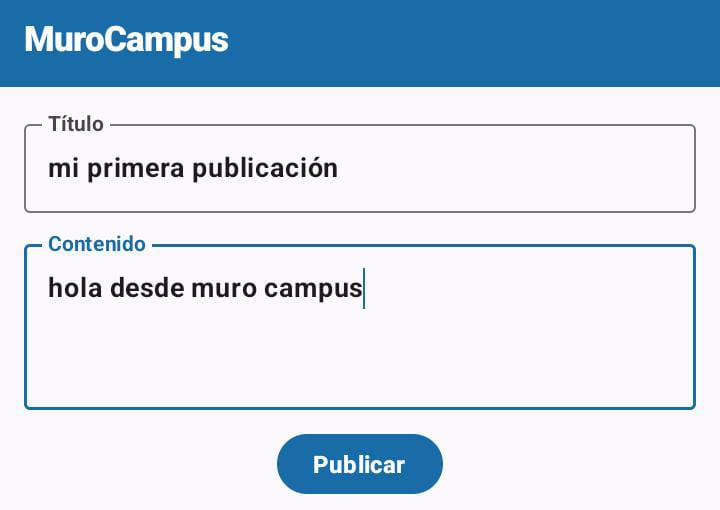 MuroCampus
Título
mi primera publicación
Contenido
hola desde muro campus
Publicar